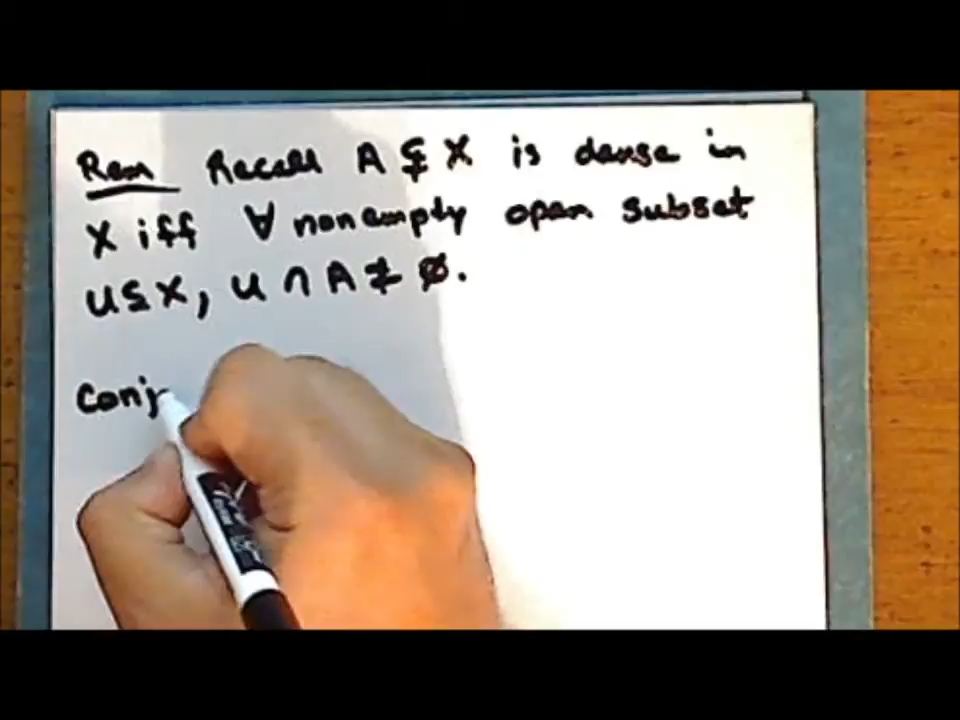 Rem Recall A ⊊ X is dense in
X iff ∀ nonempty open subset
U ⊆ X, U ∩ A ≠ ∅.
Conj